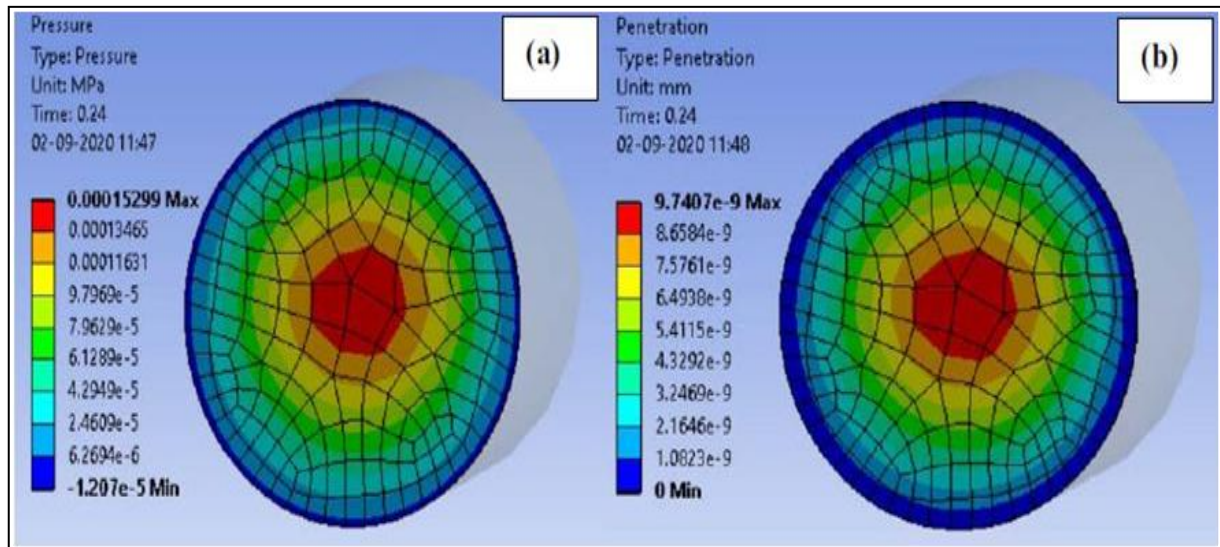 Pressure
Type: Pressure
Unit: MPa
Time: 0.24
02-09-2020 11:47
(a)
0.00015299 Max
0.00013465
0.00011631
9.7969e-5
7.9629e-5
6.1289e-5
4.2949e-5
2.4609e-5
6.2694e-6
-1.207e-5 Min
Penetration
Type: Penetration
Unit: mm
Time: 0.24
02-09-2020 11:48
(b)
9.7407e-9 Max
8.6584e-9
7.5761e-9
6.4938e-9
5.4115e-9
4.3292e-9
3.2469e-9
2.1646e-9
1.0823e-9
0 Min